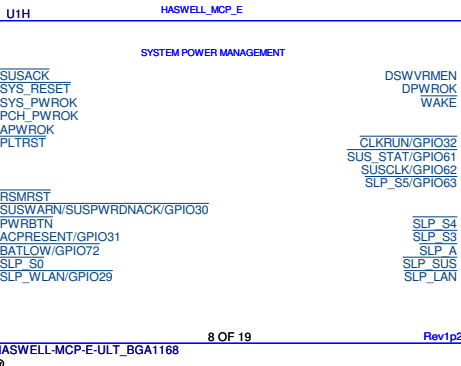 U1H
HASWELL_MCP_E
SYSTEM POWER MANAGEMENT
SUSACK
SYS_RESET
SYS_PWROK
PCH_PWROK
APWROK
PLTRST
RSMRST
SUSWARN/SUSPWRDNACK/GPIO30
PWRBTN
ACPRESENT/GPIO31
BATLOW/GPIO72
SLP_S0
SLP_WLAN/GPIO29
DSWVRMEN
DPWROK
WAKE
CLKRUN/GPIO32
SUS_STAT/GPIO61
SUSCLK/GPIO62
SLP_S5/GPIO63
SLP_S4
SLP_S3
SLP_A
SLP_SUS
SLP_LAN
8 OF 19
Rev1p2
HASWELL-MCP-E-ULT_BGA1168